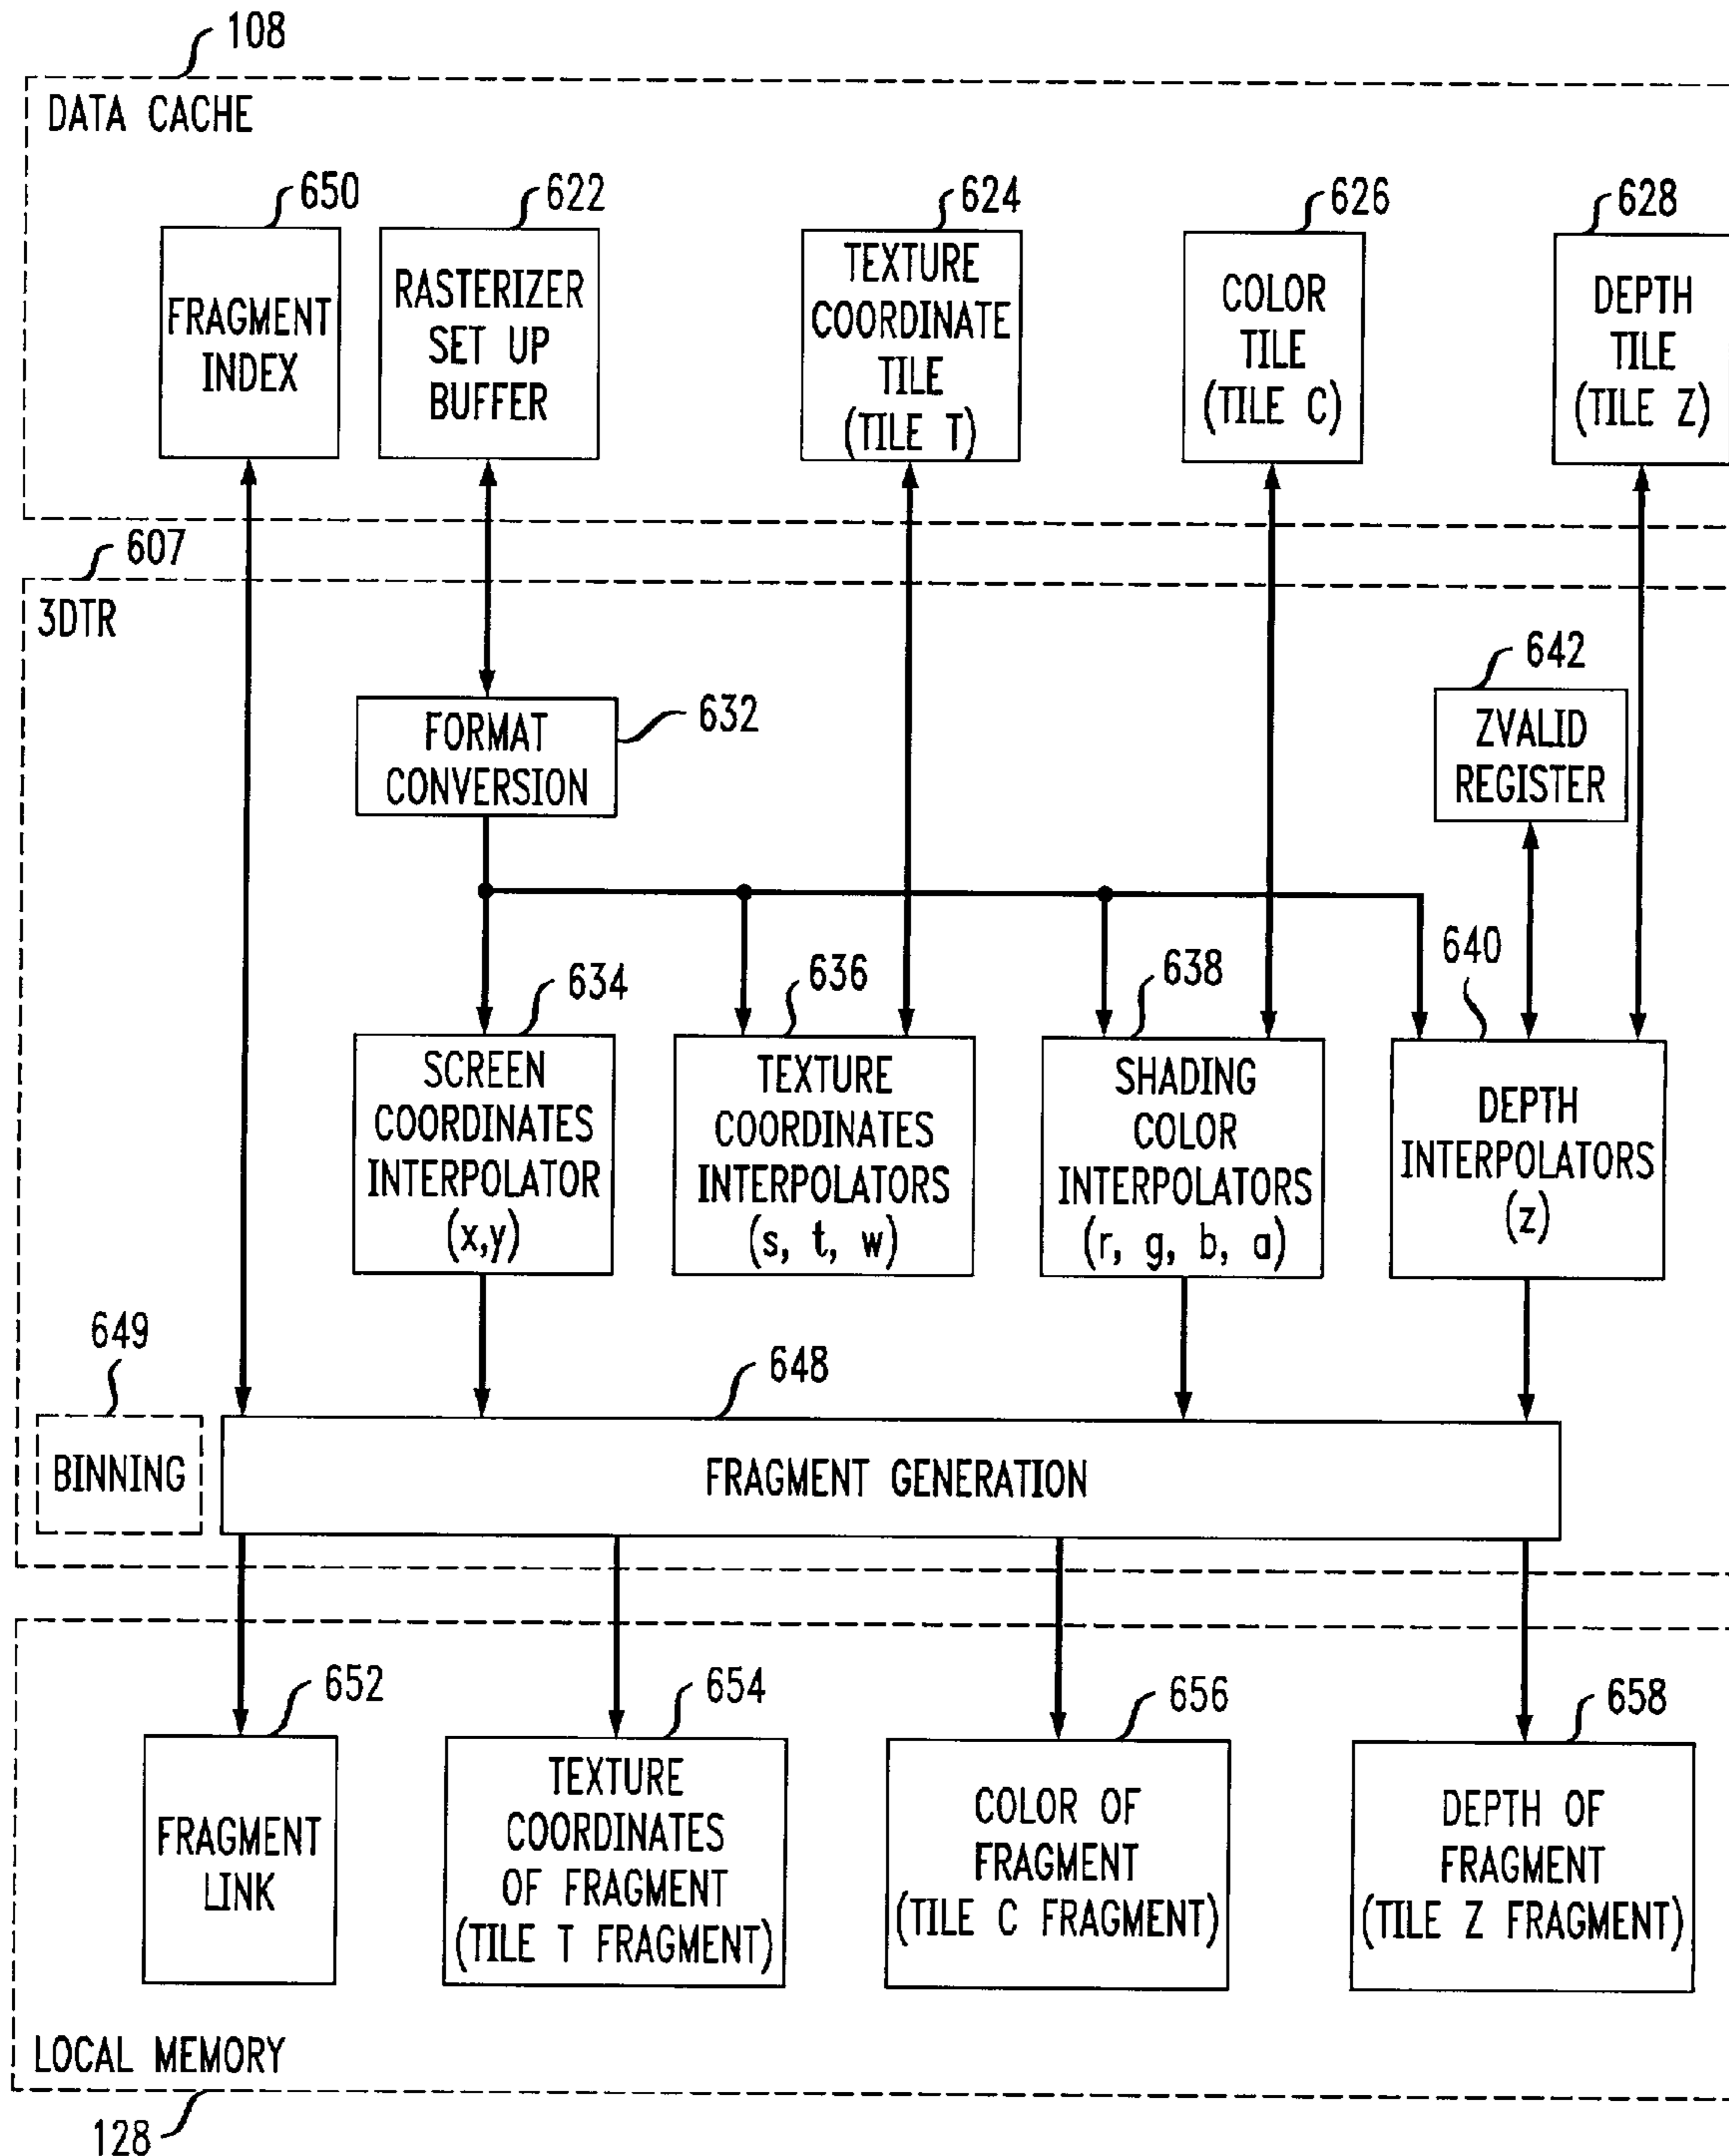 108
DATA CACHE
650
622
624
626
628
FRAGMENT
INDEX
RASTERIZER
SET UP
BUFFER
TEXTURE
COORDINATE
TILE
(TILE T)
COLOR
TILE
(TILE C)
DEPTH
TILE
(TILE Z)
607
3DTR
642
632
FORMAT
CONVERSION
ZVALID
REGISTER
634
636
638
640
SCREEN
COORDINATES
INTERPOLATOR
(x,y)
TEXTURE
COORDINATES
INTERPOLATORS
(s, t, w)
SHADING
COLOR
INTERPOLATORS
(r, g, b, a)
DEPTH
INTERPOLATORS
(z)
649
648
BINNING
FRAGMENT GENERATION
652
654
656
658
FRAGMENT
LINK
TEXTURE
COORDINATES
OF FRAGMENT
(TILE T FRAGMENT)
COLOR OF
FRAGMENT
(TILE C FRAGMENT)
DEPTH OF
FRAGMENT
(TILE Z FRAGMENT)
LOCAL MEMORY
128